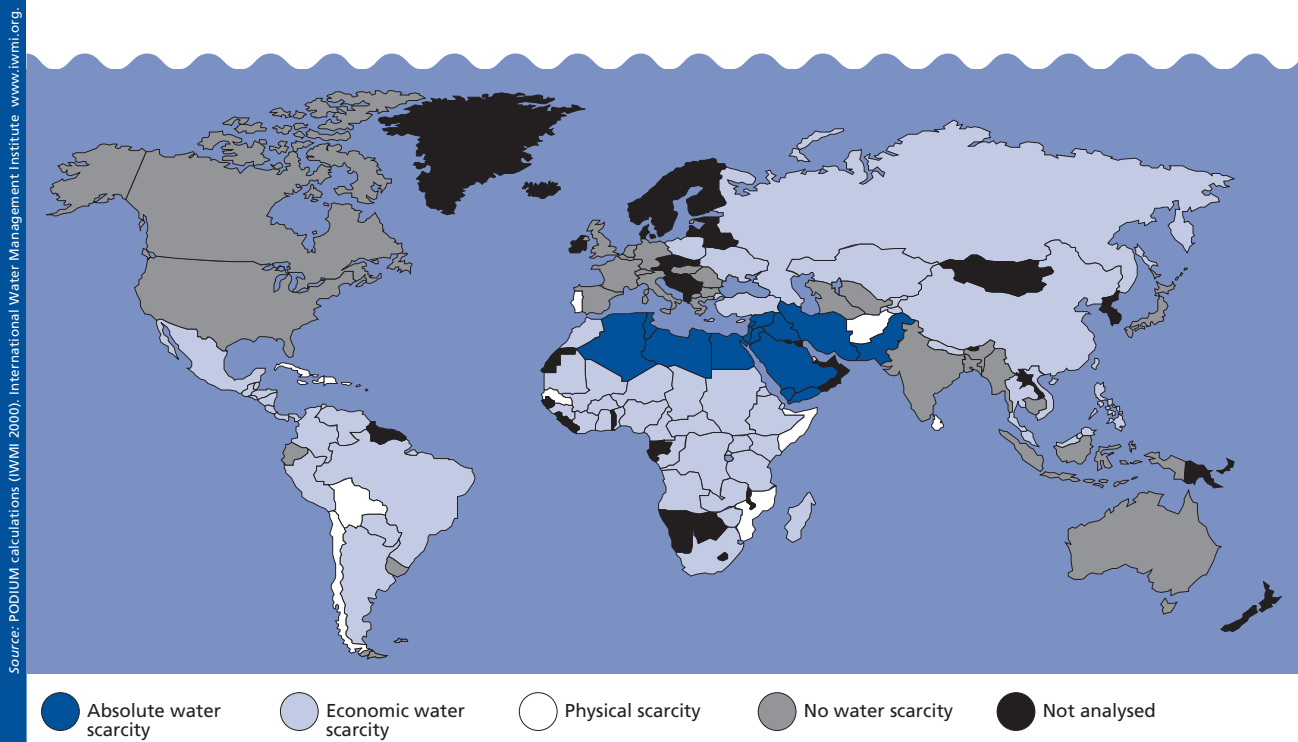 Source: PODIUM calculations (IWMI 2000). International Water Management Institute www.iwmi.org.
Absolute water
scarcity
Economic water
scarcity
Physical scarcity
No water scarcity
Not analysed